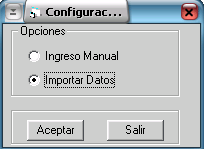 Configurac...
Opciones
Ingreso Manual
Importar Datos
Aceptar Salir